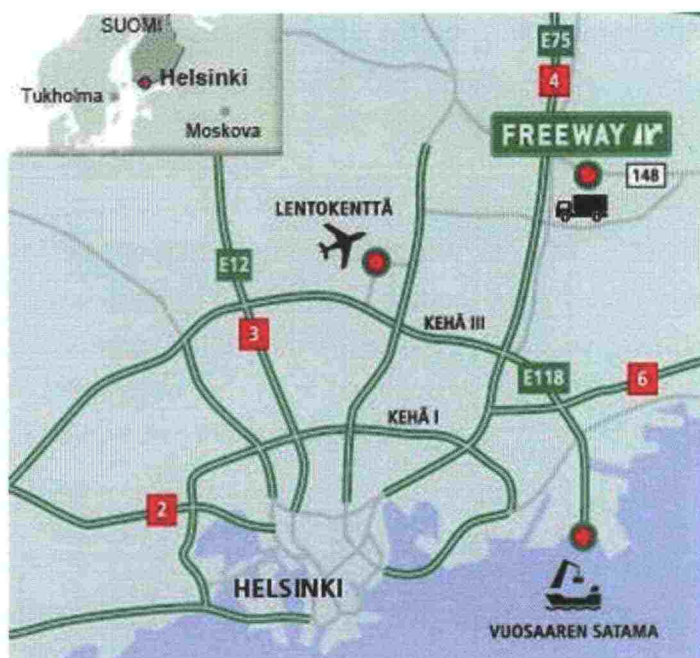 SUOMI
Helsinki
Tukholma
Moskova
E75
4
FREEWAY
148
LENTOKENTTÄ
E12
3
KEHÄ III
E118
6
KEHÄ I
2
HELSINKI
VUOSAAREN SATAMA